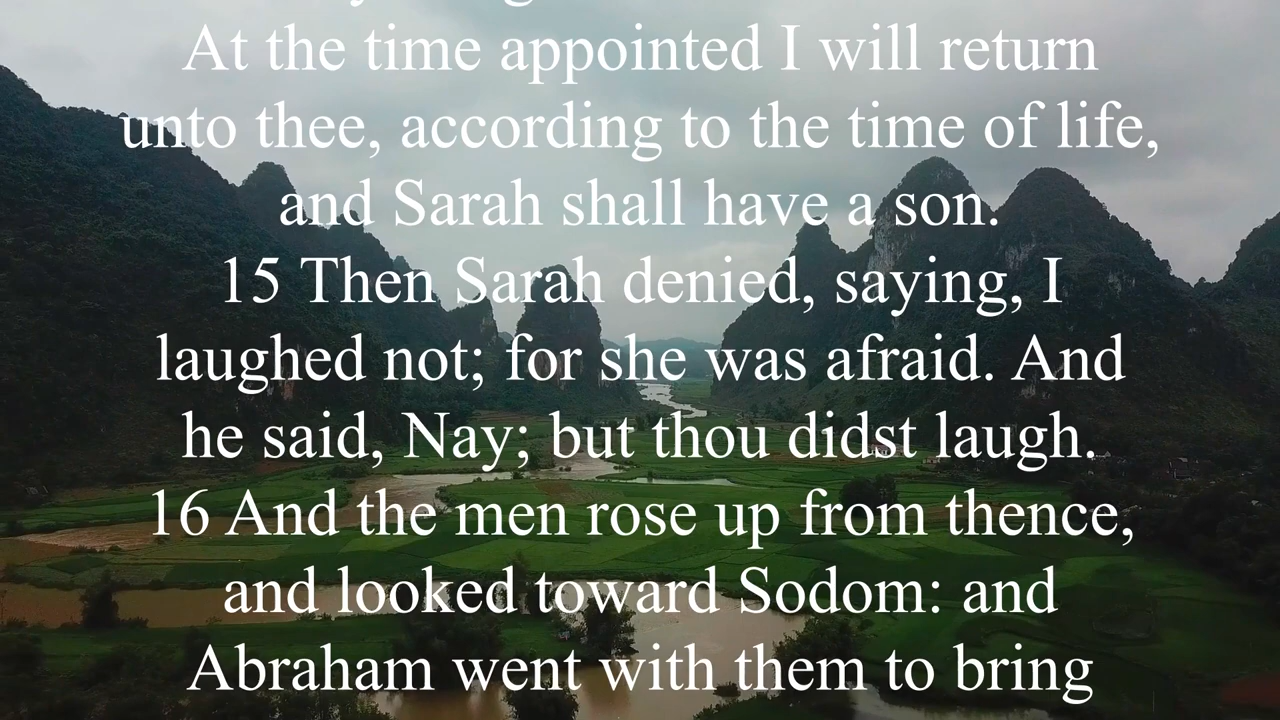 At the time appointed I will return
unto thee, according to the time of life,
and Sarah shall have a son.
15 Then Sarah denied, saying, I
laughed not; for she was afraid. And
he said, Nay; but thou didst laugh.
16 And the men rose up from thence,
and looked toward Sodom: and
Abraham went with them to bring